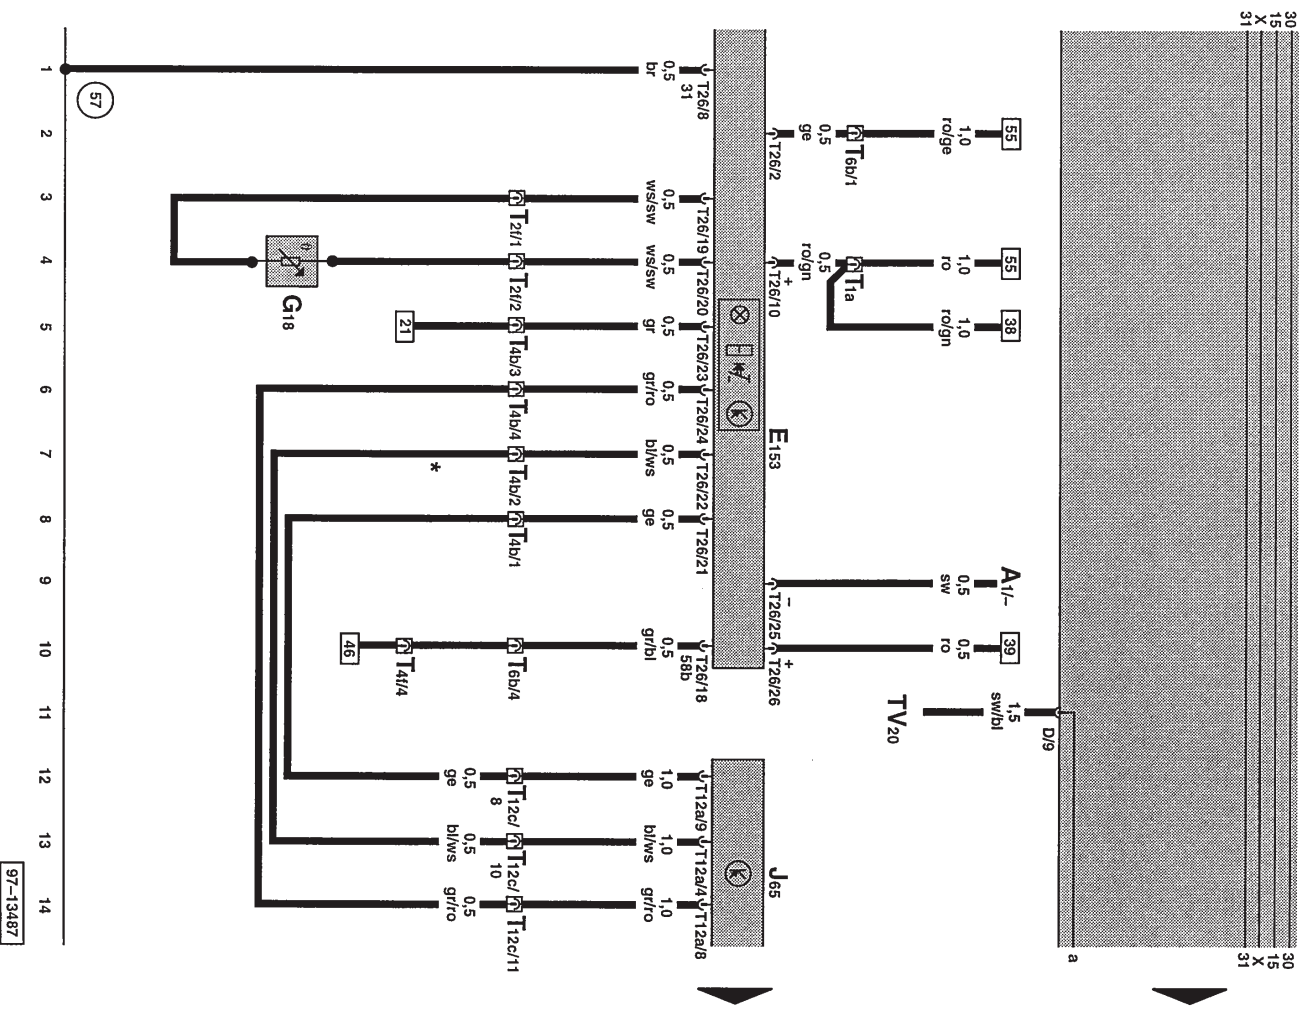 30
15
X
31
30
15
X
31
a
D/9
1,5
sw/bl
TV20
55
1,0
ro/ge
T6b/1
0,5
ge
T26/2
55
1,0
ro
T1a
0,5
ro/gn
+
T26/10
38
1,0
ro/gn
A1/–
0,5
sw
–
T26/25
39
0,5
ro
+
T26/26
E153
k
J65
k
T26/8
31
0,5
br
T26/19
0,5
ws/sw
T2f/1
T26/20
0,5
ws/sw
T2f/2
T26/23
0,5
gr
T4b/3
21
T26/24
0,5
gr/ro
T4b/4
T26/22
0,5
bl/ws
T4b/2
*
T26/21
0,5
ge
T4b/1
T26/18
58b
0,5
gr/bl
T6b/4
T4f/4
46
T12a/9
1,0
ge
T12c/
8
0,5
ge
T12a/4
1,0
bl/ws
T12c/
10
0,5
bl/ws
T12a/8
1,0
gr/ro
T12c/11
0,5
gr/ro
G18
57
1 2 3 4 5 6 7 8 9 10 11 12 13 14
97–13487